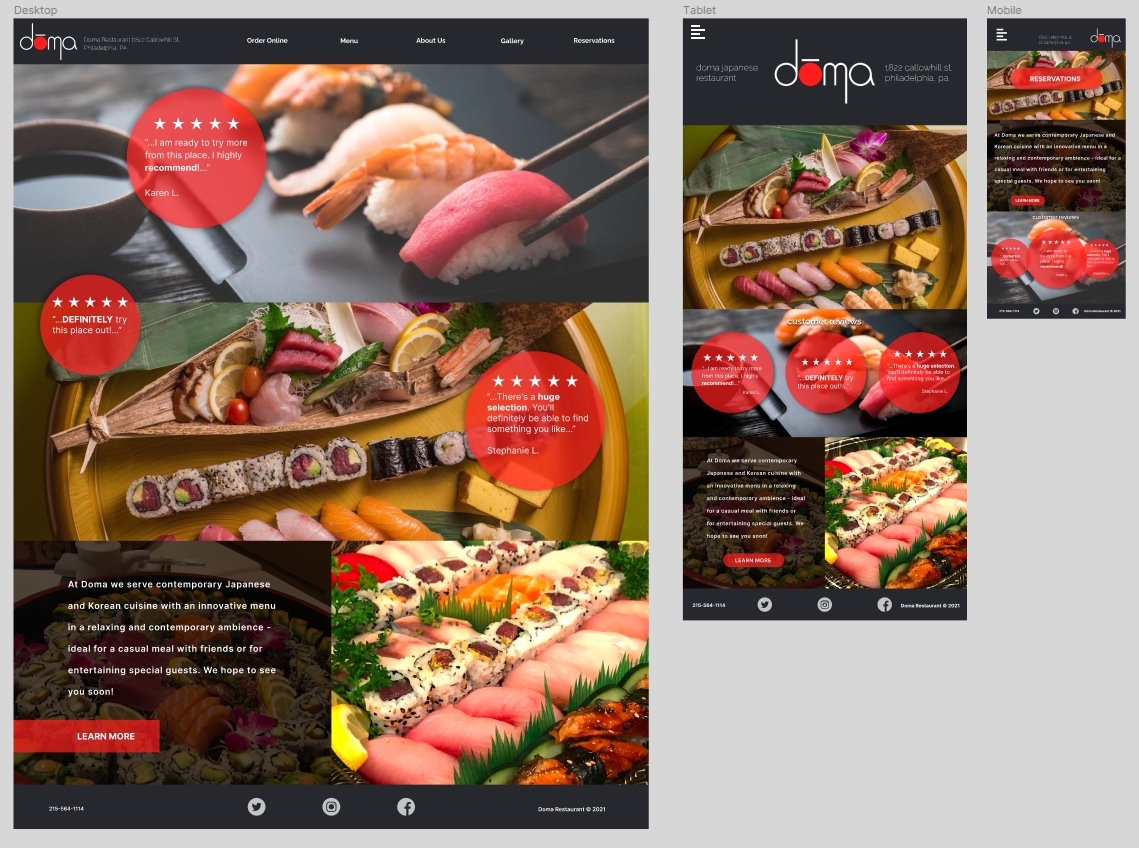 Desktop
dōma
Doma Restaurant 1822 Callowhill St.
Philadelphia, PA
Order Online
Menu
About Us
Gallery
Reservations
"...I am ready to try more
from this place. I highly
recommend!..."
Karen L.
"...DEFINITELY try
this place out!..."
"...There's a huge
selection. You'll
definitely be able to find
something you like..."
Stephanie L.
At Doma we serve contemporary Japanese
and Korean cuisine with an innovative menu
in a relaxing and contemporary ambience -
ideal for a casual meal with friends or for
entertaining special guests. We hope to see
you soon!
LEARN MORE
215-564-1114
Doma Restaurant © 2021
Tablet
doma japanese
restaurant
dōma
1822 callowhill st.
philadelphia, pa.
customer reviews
"...I am ready to try more
from this place. I highly
recommend!..."
Karen L.
"...DEFINITELY try
this place out!..."
"...There's a huge selection.
You'll definitely be able to
find something you like..."
Stephanie L.
At Doma we serve contemporary
Japanese and Korean cuisine with
an innovative menu in a relaxing
and contemporary ambience - ideal
for a casual meal with friends or
for entertaining special guests. We
hope to see you soon!
LEARN MORE
215-564-1114
Doma Restaurant © 2021
Mobile
dōma
RESERVATIONS
At Doma we serve contemporary Japanese and
Korean cuisine with an innovative menu in a
relaxing and contemporary ambience - ideal for a
casual meal with friends or for entertaining
special guests. We hope to see you soon!
LEARN MORE
customer reviews
215-564-1114
Doma Restaurant © 2021